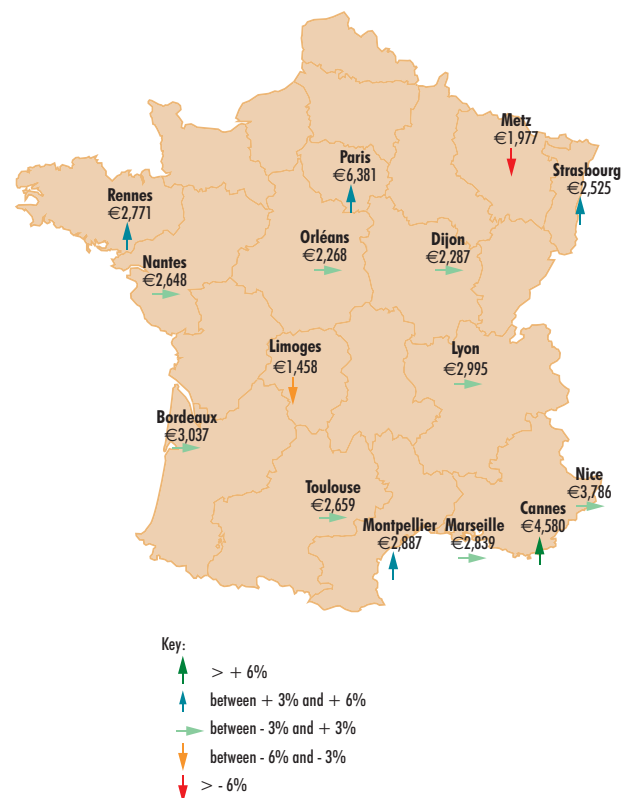 Metz
€1,977
Paris
€6,381
Strasbourg
€2,525
Rennes
€2,771
Orléans
€2,268
Dijon
€2,287
Nantes
€2,648
Limoges
€1,458
Lyon
€2,995
Bordeaux
€3,037
Nice
€3,786
Toulouse
€2,659
Cannes
€4,580
Montpellier
€2,887
Marseille
€2,839
Key:
> + 6%
between + 3% and + 6%
between - 3% and + 3%
between - 6% and - 3%
> - 6%